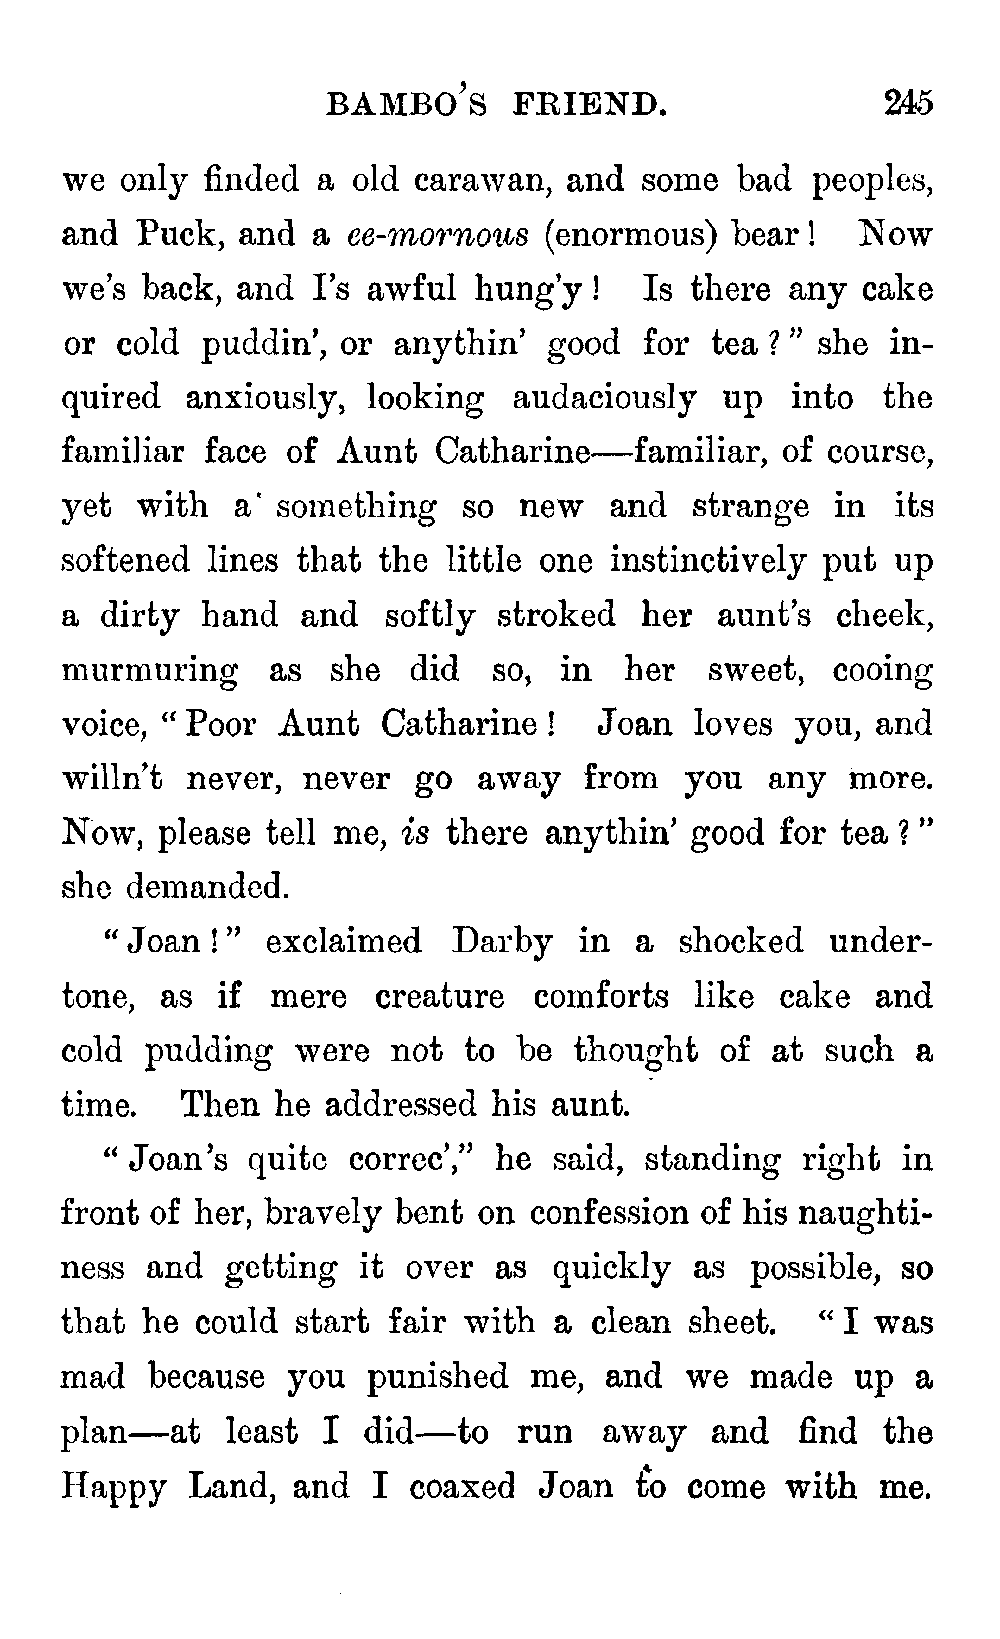 BAMBO'S FRIEND. 245
we only finded a old carawan, and some bad peoples,
and Puck, and a ee-mornous (enormous) bear! Now
we's back, and I's awful hung'y! Is there any cake
or cold puddin', or anythin' good for tea?" she in-
quired anxiously, looking audaciously up into the
familiar face of Aunt Catharine—familiar, of course,
yet with a something so new and strange in its
softened lines that the little one instinctively put up
a dirty hand and softly stroked her aunt's cheek,
murmuring as she did so, in her sweet, cooing
voice, "Poor Aunt Catharine! Joan loves you, and
willn't never, never go away from you any more.
Now, please tell me, is there anythin' good for tea?"
she demanded.
"Joan!" exclaimed Darby in a shocked under-
tone, as if mere creature comforts like cake and
cold pudding were not to be thought of at such a
time. Then he addressed his aunt.
"Joan's quite correc'," he said, standing right in
front of her, bravely bent on confession of his naughti-
ness and getting it over as quickly as possible, so
that he could start fair with a clean sheet. "I was
mad because you punished me, and we made up a
plan—at least I did—to run away and find the
Happy Land, and I coaxed Joan to come with me.